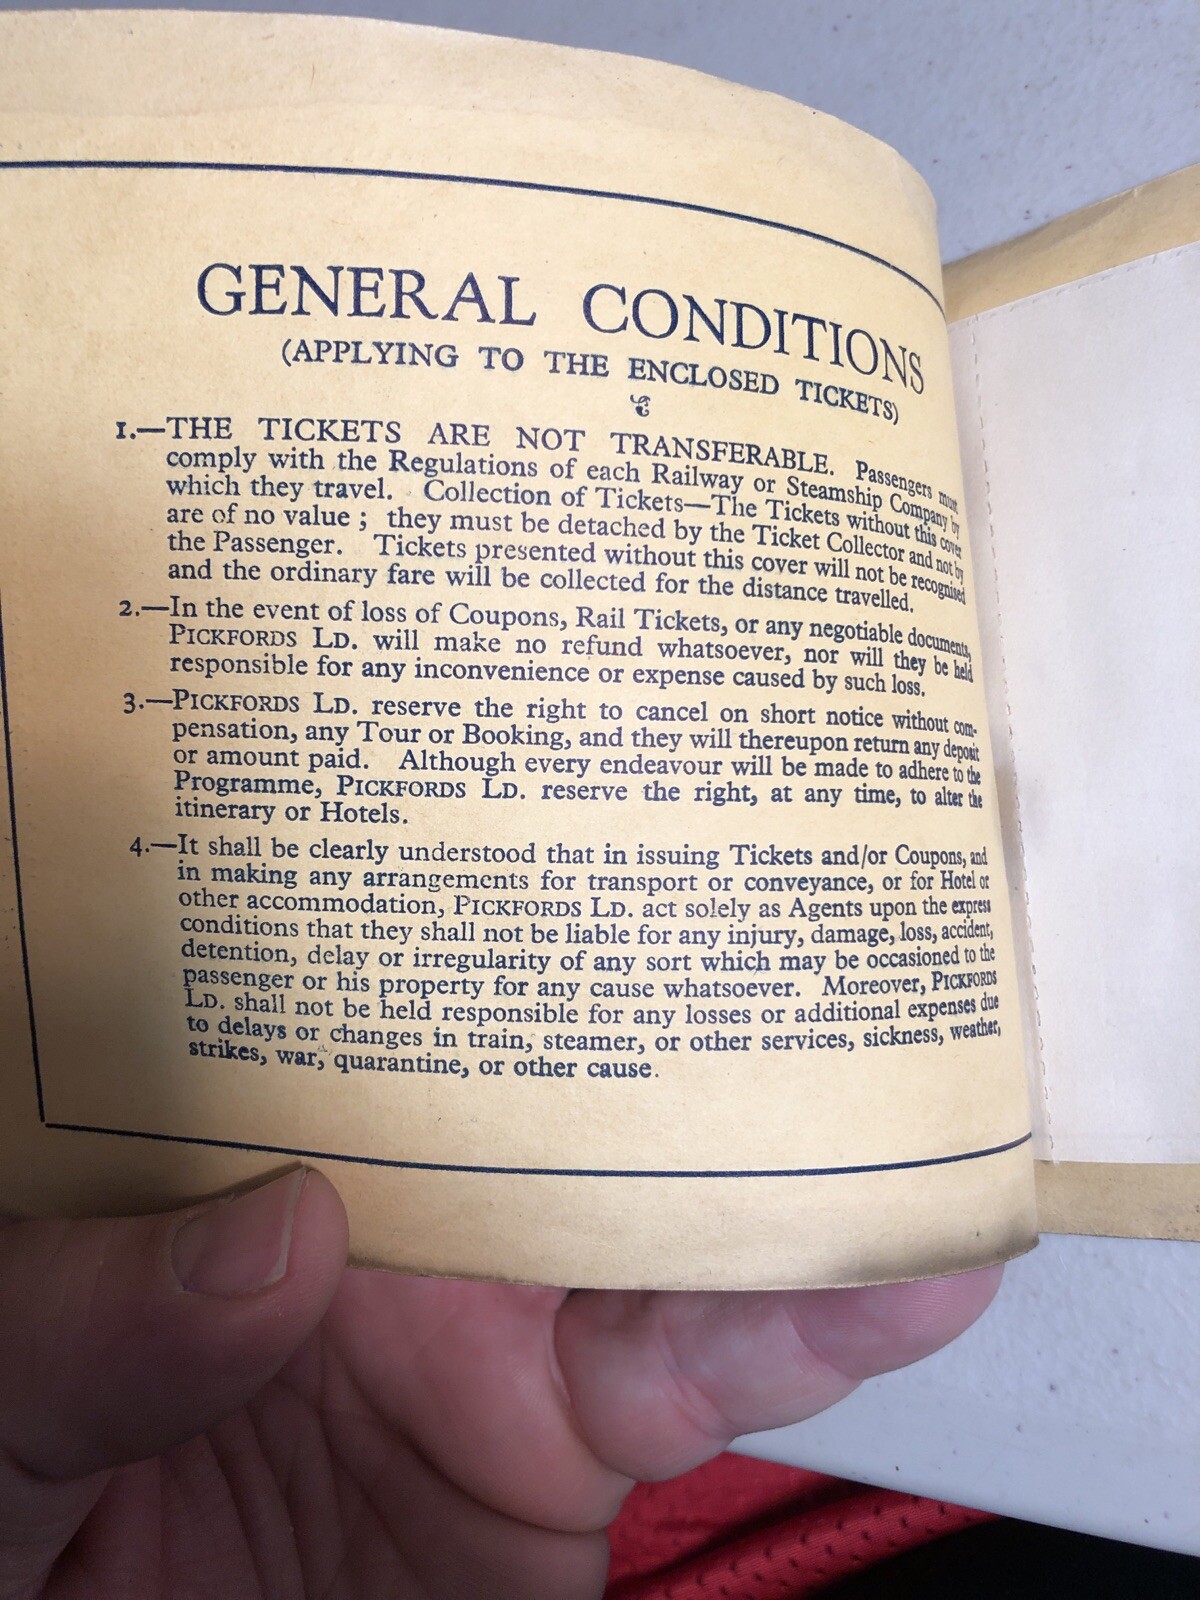 GENERAL CONDITIONS
(APPLYING TO THE ENCLOSED TICKETS)
1.—THE TICKETS ARE NOT TRANSFERABLE. Passengers must
comply with the Regulations of each Railway or Steamship Company by
which they travel. Collection of Tickets—The Tickets without this cover
are of no value ; they must be detached by the Ticket Collector and not by
the Passenger. Tickets presented without this cover will not be recognised
and the ordinary fare will be collected for the distance travelled.
2.—In the event of loss of Coupons, Rail Tickets, or any negotiable documents,
PICKFORDS LD. will make no refund whatsoever, nor will they be held
responsible for any inconvenience or expense caused by such loss.
3.—PICKFORDS LD. reserve the right to cancel on short notice without com-
pensation, any Tour or Booking, and they will thereupon return any deposit
or amount paid. Although every endeavour will be made to adhere to the
Programme, PICKFORDS LD. reserve the right, at any time, to alter the
itinerary or Hotels.
4.—It shall be clearly understood that in issuing Tickets and/or Coupons, and
in making any arrangements for transport or conveyance, or for Hotel or
other accommodation, PICKFORDS LD. act solely as Agents upon the express
conditions that they shall not be liable for any injury, damage, loss, accident,
detention, delay or irregularity of any sort which may be occasioned to the
passenger or his property for any cause whatsoever. Moreover, PICKFORDS
LD. shall not be held responsible for any losses or additional expenses due
to delays or changes in train, steamer, or other services, sickness, weather,
strikes, war, quarantine, or other cause.